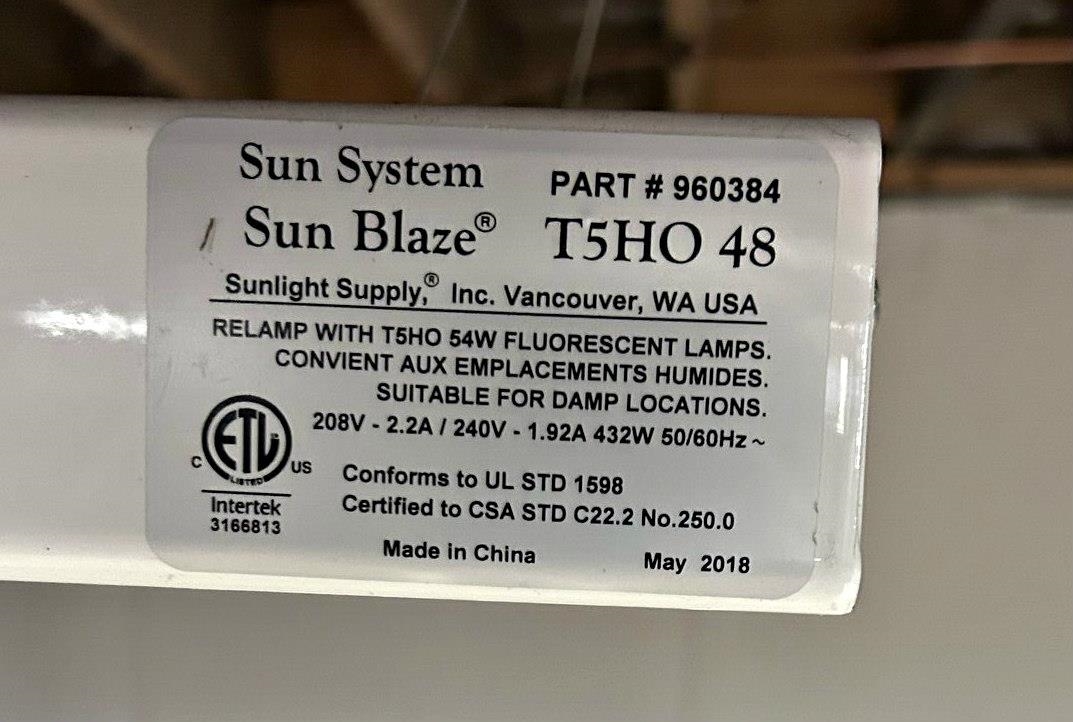 Sun System PART # 960384
Sun Blaze® T5HO 48
Sunlight Supply,® Inc. Vancouver, WA USA
RELAMP WITH T5HO 54W FLUORESCENT LAMPS.
CONVIENT AUX EMPLACEMENTS HUMIDES.
SUITABLE FOR DAMP LOCATIONS.
208V - 2.2A / 240V - 1.92A 432W 50/60Hz ~
ETL
C US
LISTED
Intertek
3166813
Conforms to UL STD 1598
Certified to CSA STD C22.2 No.250.0
Made in China May 2018